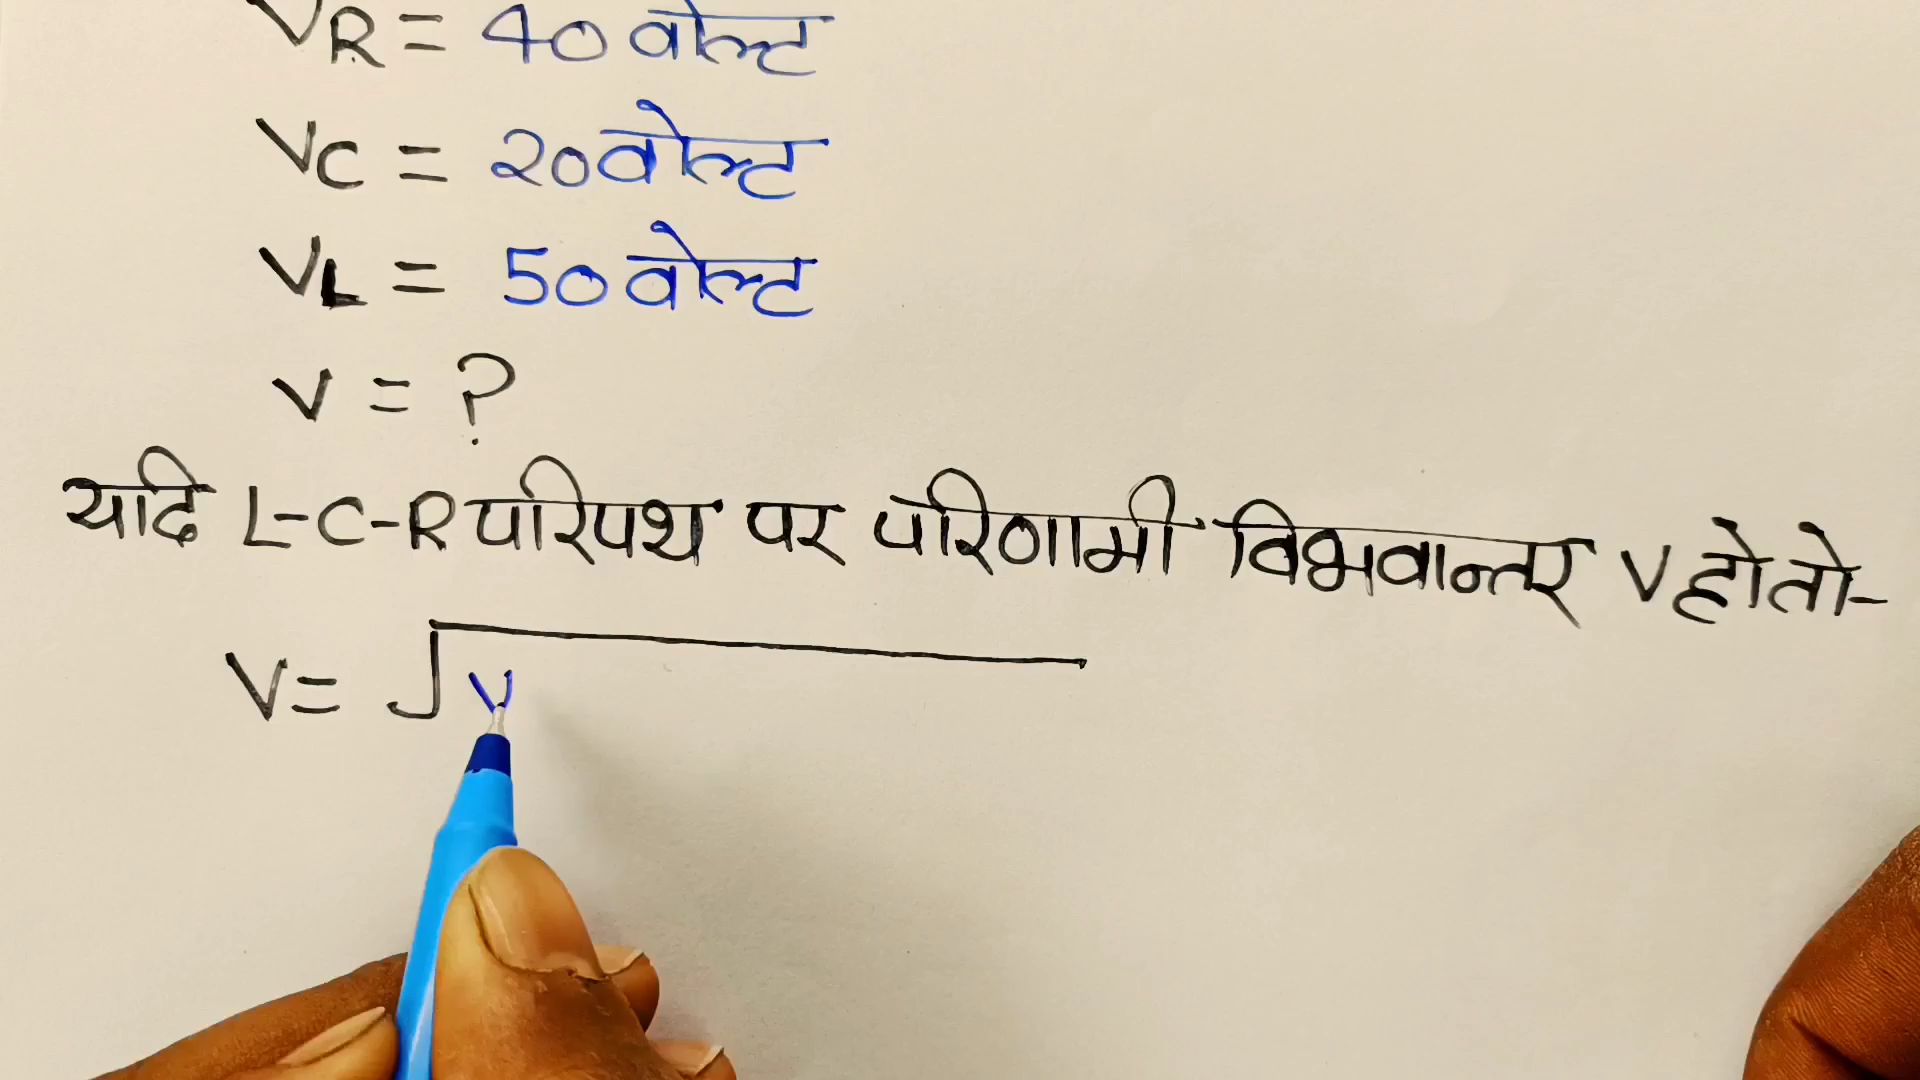 VR = 40 वोल्ट
VC = 20 वोल्ट
VL = 50 वोल्ट
V = ?
यदि L-C-R परिपथ पर परिणामी विभवान्तर V हो तो-
V= √V